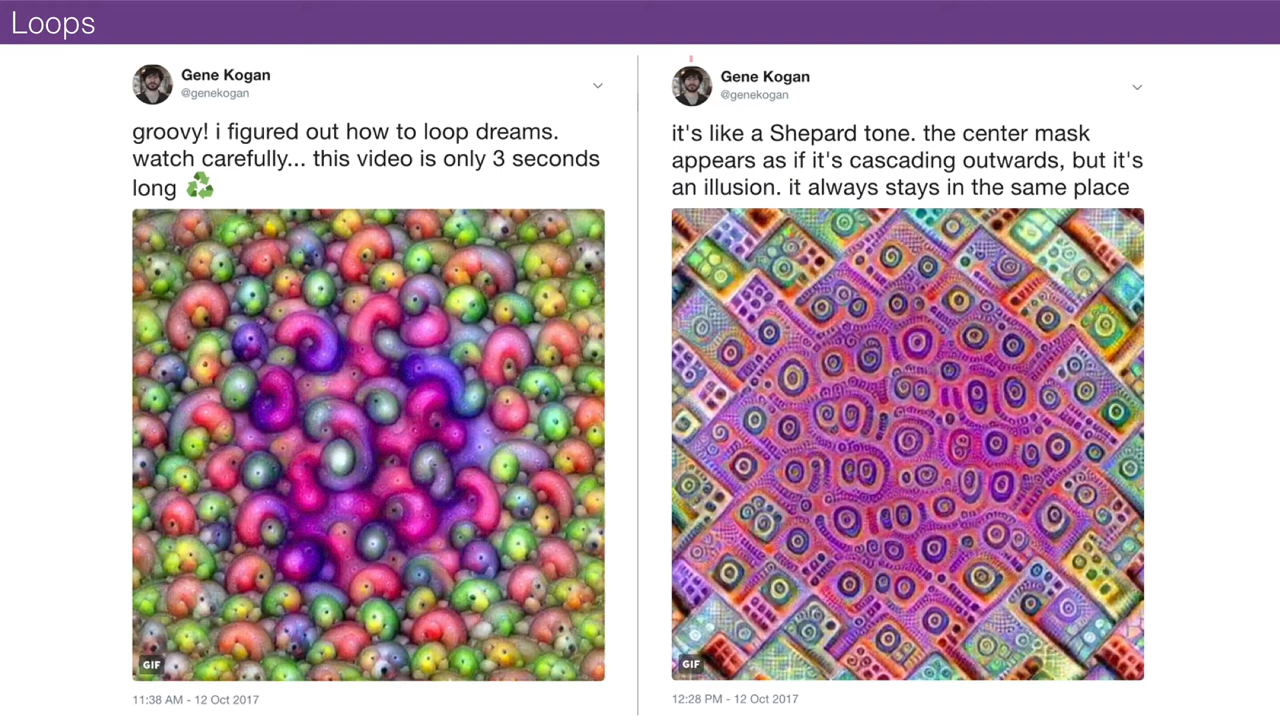 Loops
Gene Kogan
@genekogan
groovy! i figured out how to loop dreams.
watch carefully... this video is only 3 seconds
long ♻️
GIF
11:38 AM - 12 Oct 2017
Gene Kogan
@genekogan
it's like a Shepard tone. the center mask
appears as if it's cascading outwards, but it's
an illusion. it always stays in the same place
GIF
12:28 PM - 12 Oct 2017